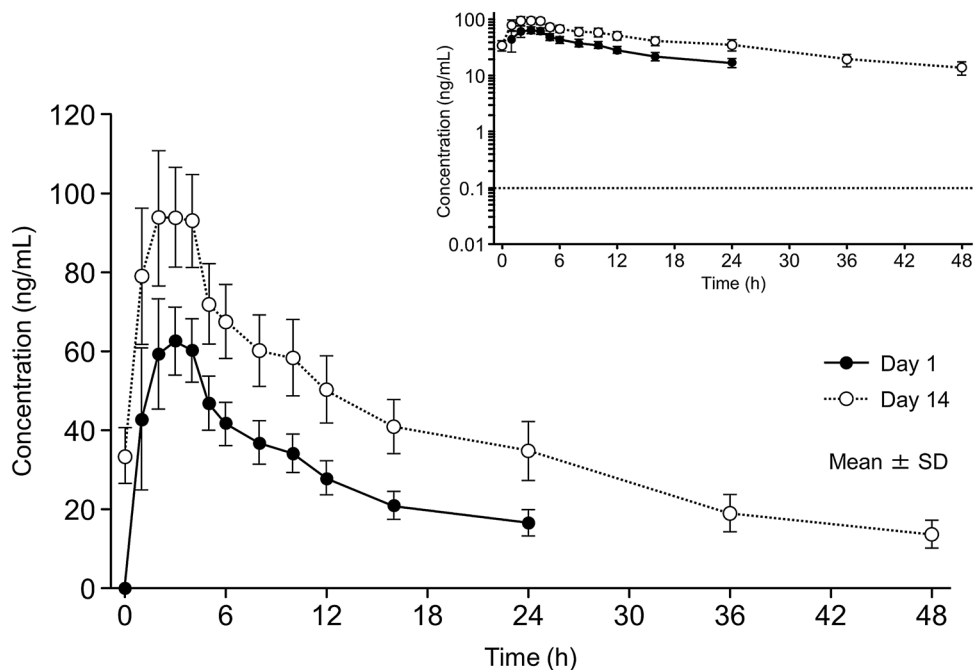 100
10
1
0.1
0.01
Concentration (ng/mL)
0 6 12 18 24 30 36 42 48
Time (h)
120
100
80
60
40
20
0
Concentration (ng/mL)
Day 1
Day 14
Mean ± SD
0 6 12 18 24 30 36 42 48
Time (h)